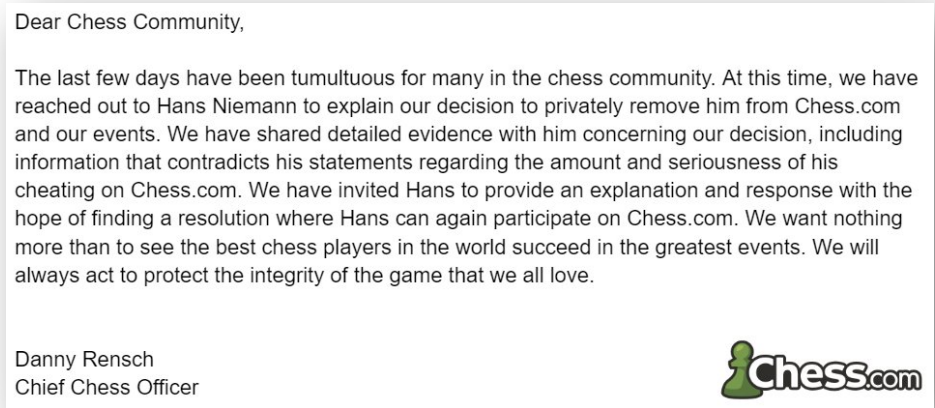 Dear Chess Community,
The last few days have been tumultuous for many in the chess community. At this time, we have
reached out to Hans Niemann to explain our decision to privately remove him from Chess.com
and our events. We have shared detailed evidence with him concerning our decision, including
information that contradicts his statements regarding the amount and seriousness of his
cheating on Chess.com. We have invited Hans to provide an explanation and response with the
hope of finding a resolution where Hans can again participate on Chess.com. We want nothing
more than to see the best chess players in the world succeed in the greatest events. We will
always act to protect the integrity of the game that we all love.
Danny Rensch
Chief Chess Officer
Chess.com